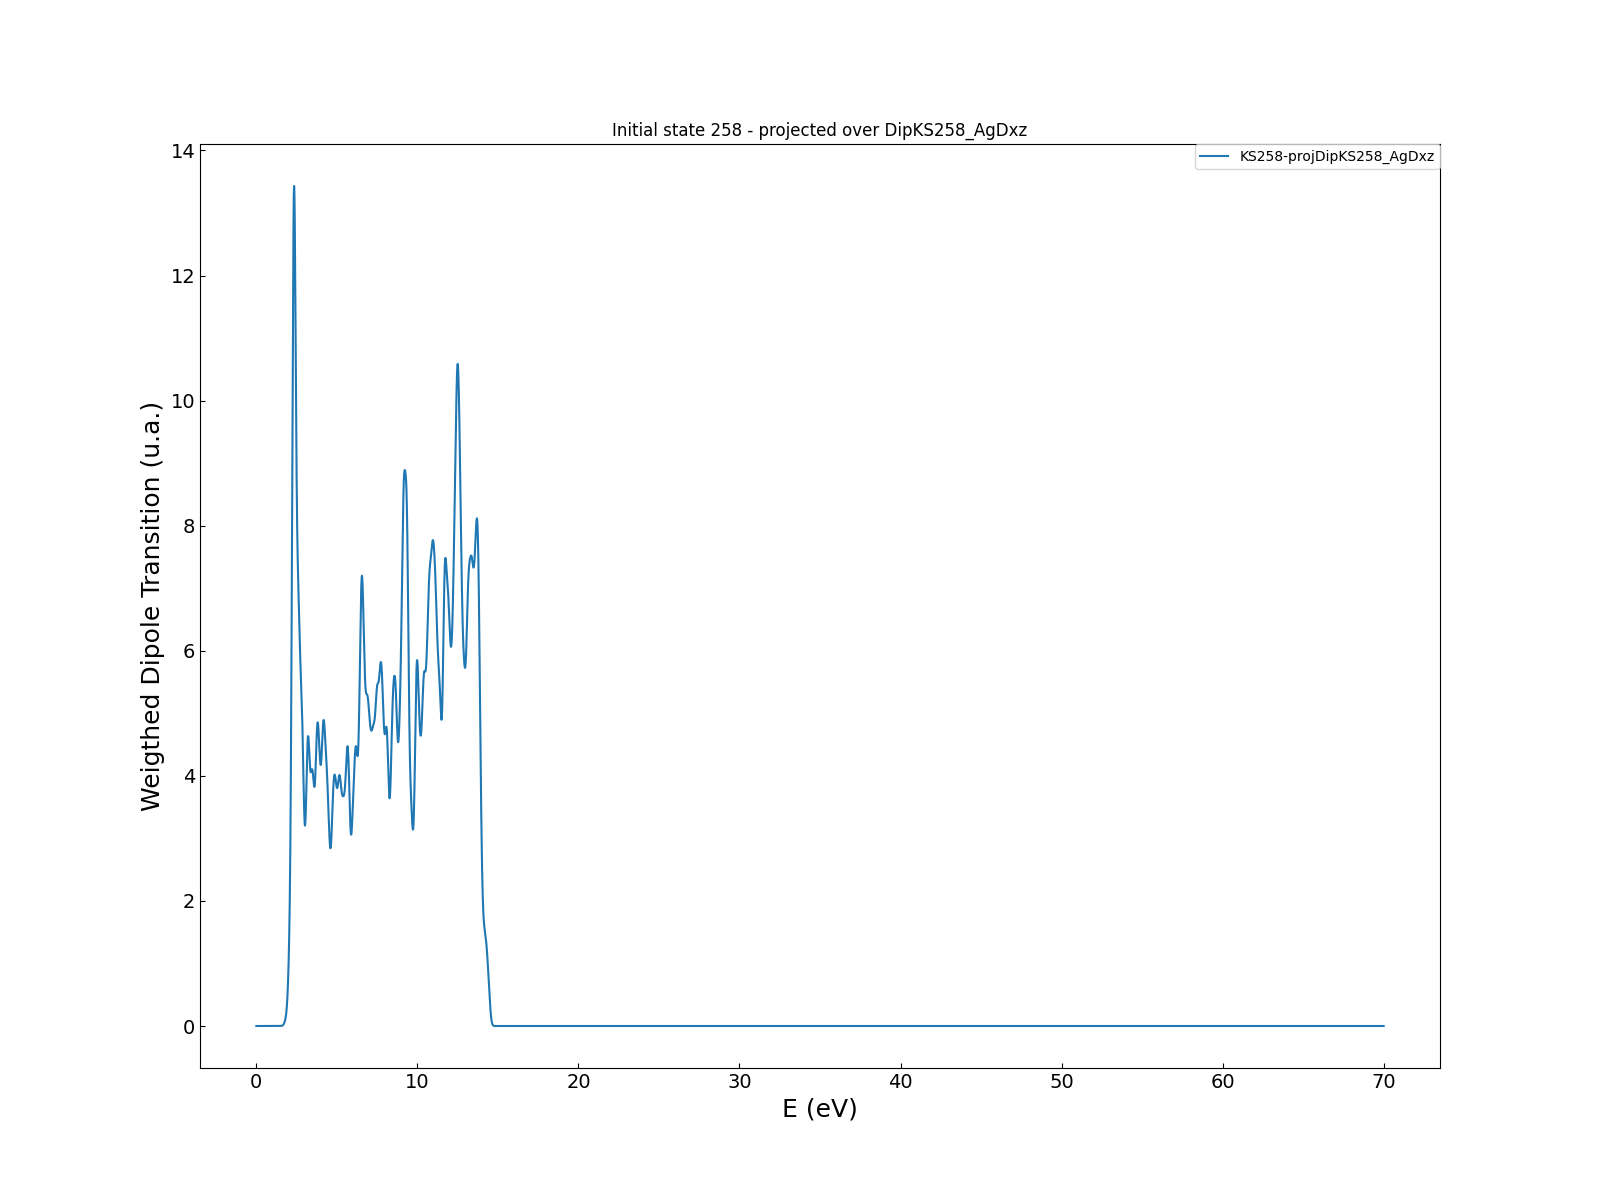 Initial state 258 - projected over DipKS258_AgDxz
KS258-projDipKS258_AgDxz
Weigthed Dipole Transition (u.a.)
14
12
10
8
6
4
2
0
0 10 20 30 40 50 60 70
E (eV)